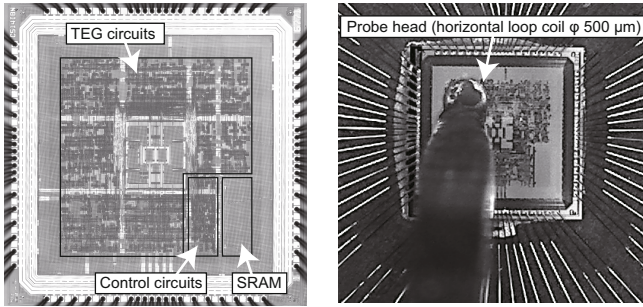 TEG circuits
Control circuits
SRAM
Probe head (horizontal loop coil φ 500 μm)